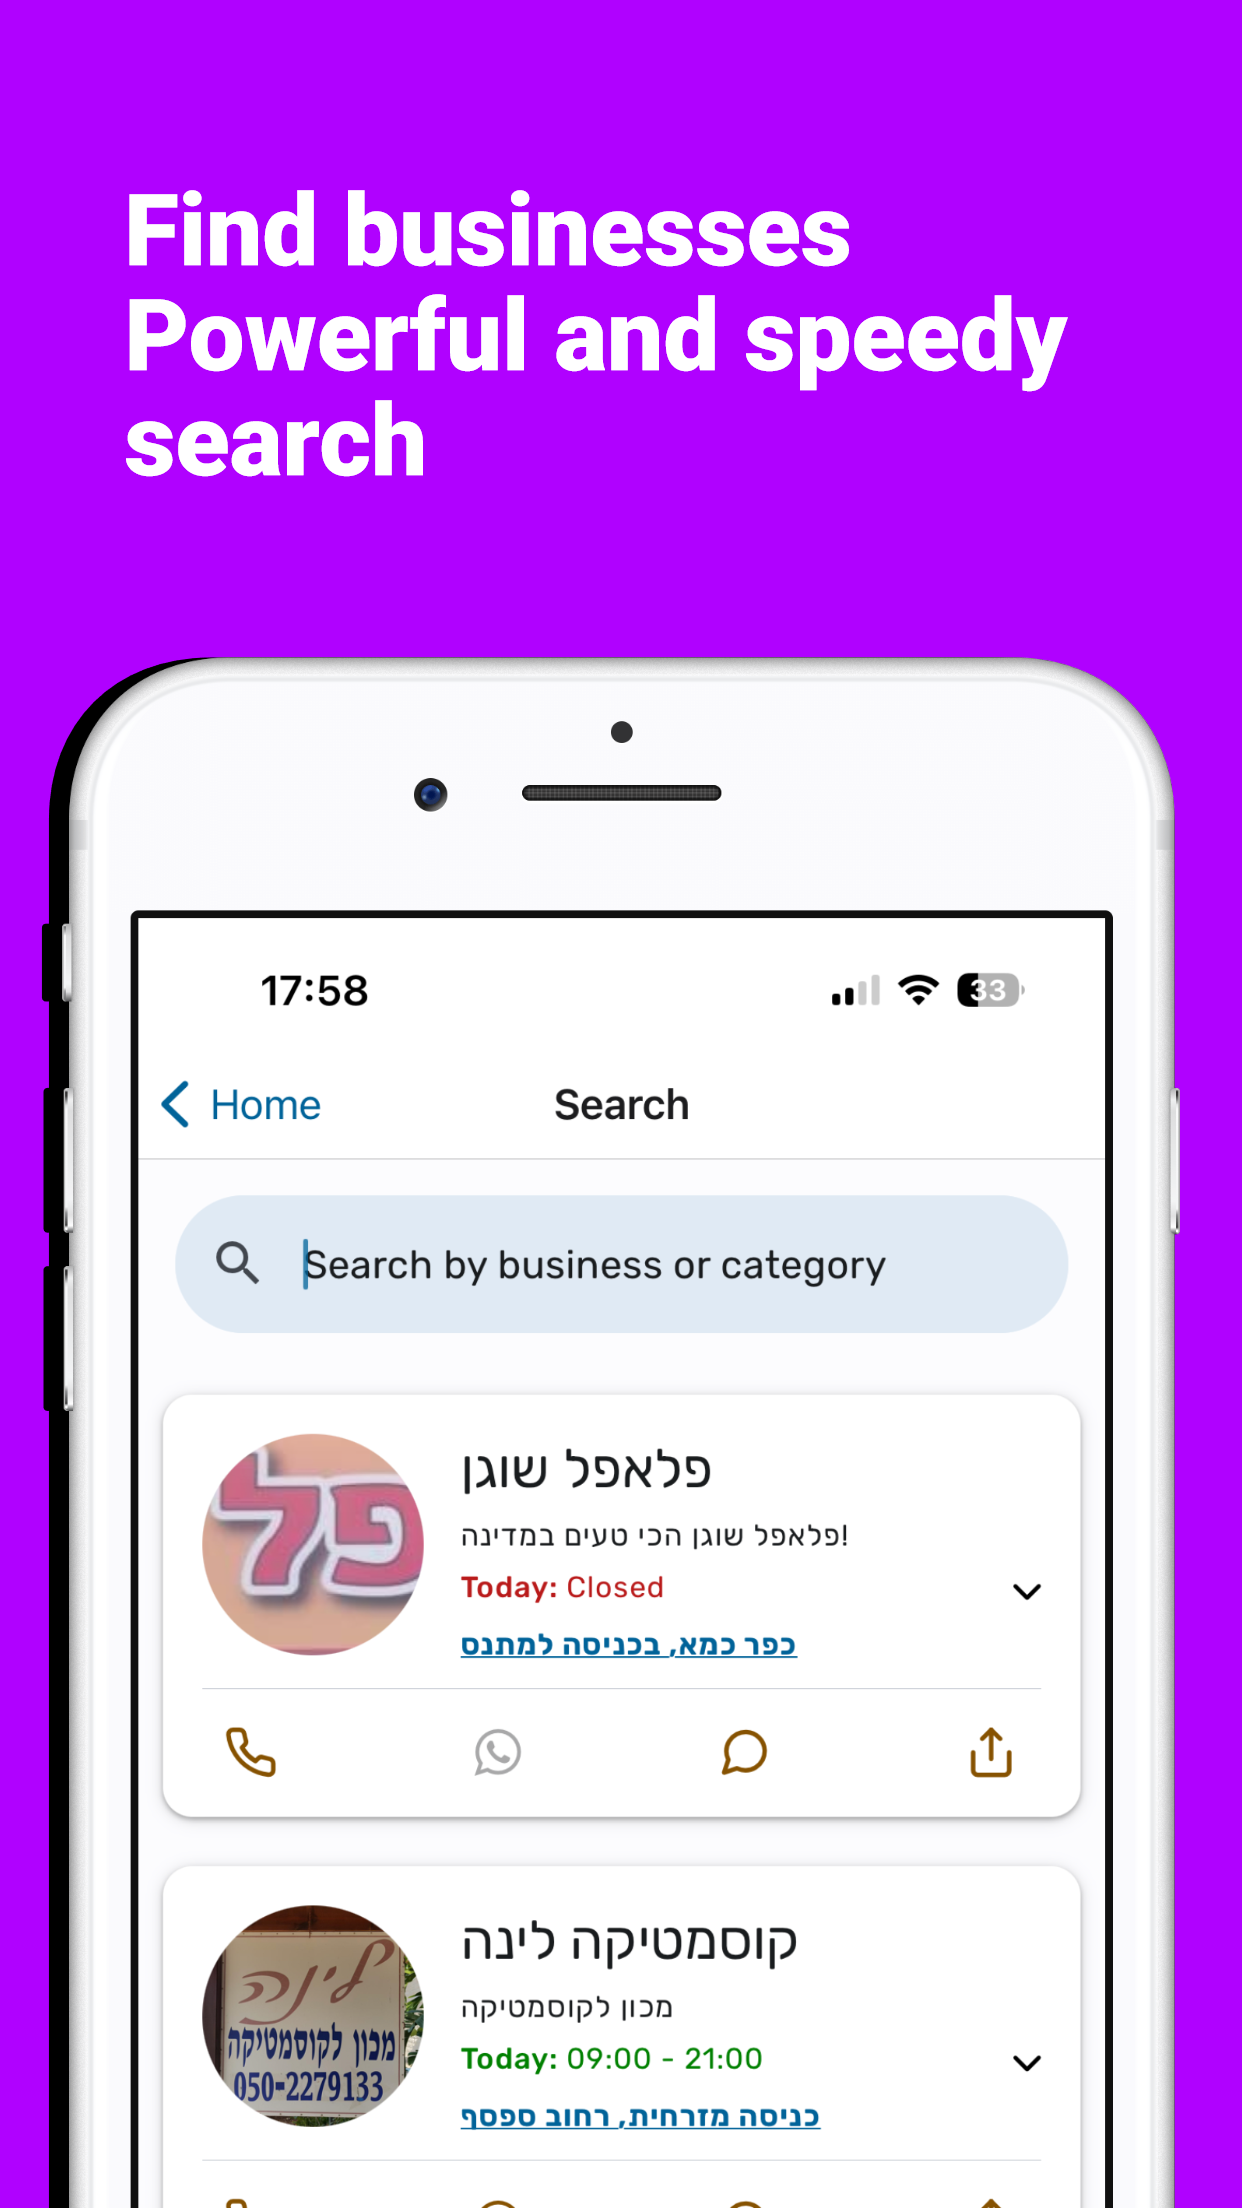 Find businesses
Powerful and speedy
search
17:58
33
Home
Search
Search by business or category
פל
פלאפל שוגן
פלאפל שוגן הכי טעים במדינה!
Today: Closed
כפר כמא, בכניסה למתנס
לינה
מכון לקוסמטיקה
050-2279133
קוסמטיקה לינה
מכון לקוסמטיקה
Today: 09:00 - 21:00
כניסה מזרחית, רחוב ספסף